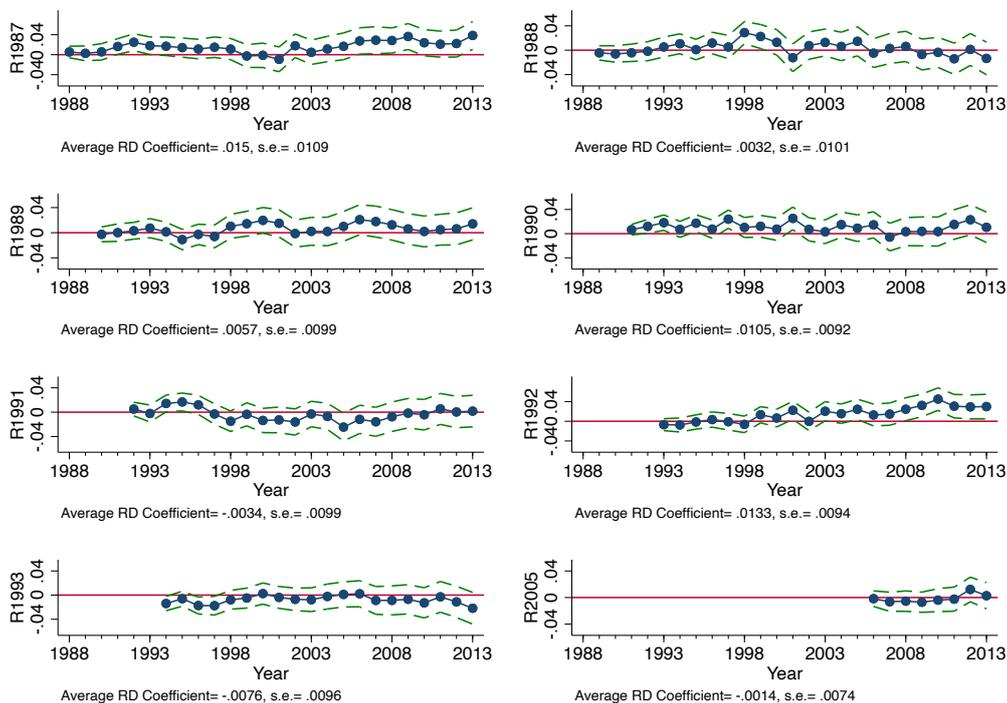 R1987
-.04 0 .04
1988 1993 1998 2003 2008 2013
Year
Average RD Coefficient= .015, s.e.= .0109
R1988
-.04 0 .04
1988 1993 1998 2003 2008 2013
Year
Average RD Coefficient= .0032, s.e.= .0101
R1989
-.04 0 .04
1988 1993 1998 2003 2008 2013
Year
Average RD Coefficient= .0057, s.e.= .0099
R1990
-.04 0 .04
1988 1993 1998 2003 2008 2013
Year
Average RD Coefficient= .0105, s.e.= .0092
R1991
-.04 0 .04
1988 1993 1998 2003 2008 2013
Year
Average RD Coefficient= -.0034, s.e.= .0099
R1992
-.04 0 .04
1988 1993 1998 2003 2008 2013
Year
Average RD Coefficient= .0133, s.e.= .0094
R1993
-.04 0 .04
1988 1993 1998 2003 2008 2013
Year
Average RD Coefficient= -.0076, s.e.= .0096
R2005
-.04 0 .04
1988 1993 1998 2003 2008 2013
Year
Average RD Coefficient= -.0014, s.e.= .0074